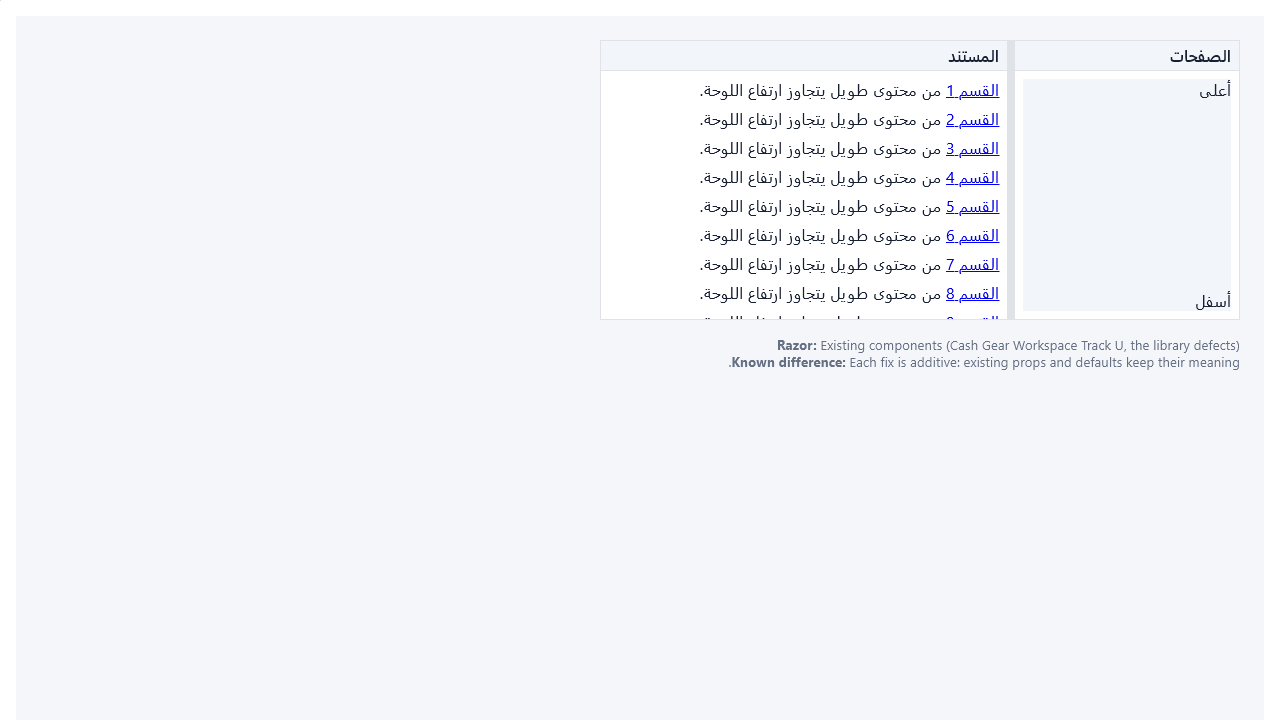 الصفحات
أعلى
أسفل
المستند
القسم 1 من محتوى طويل يتجاوز ارتفاع اللوحة.
القسم 2 من محتوى طويل يتجاوز ارتفاع اللوحة.
القسم 3 من محتوى طويل يتجاوز ارتفاع اللوحة.
القسم 4 من محتوى طويل يتجاوز ارتفاع اللوحة.
القسم 5 من محتوى طويل يتجاوز ارتفاع اللوحة.
القسم 6 من محتوى طويل يتجاوز ارتفاع اللوحة.
القسم 7 من محتوى طويل يتجاوز ارتفاع اللوحة.
القسم 8 من محتوى طويل يتجاوز ارتفاع اللوحة.
Razor: Existing components (Cash Gear Workspace Track U, the library defects)
Known difference: Each fix is additive: existing props and defaults keep their meaning.